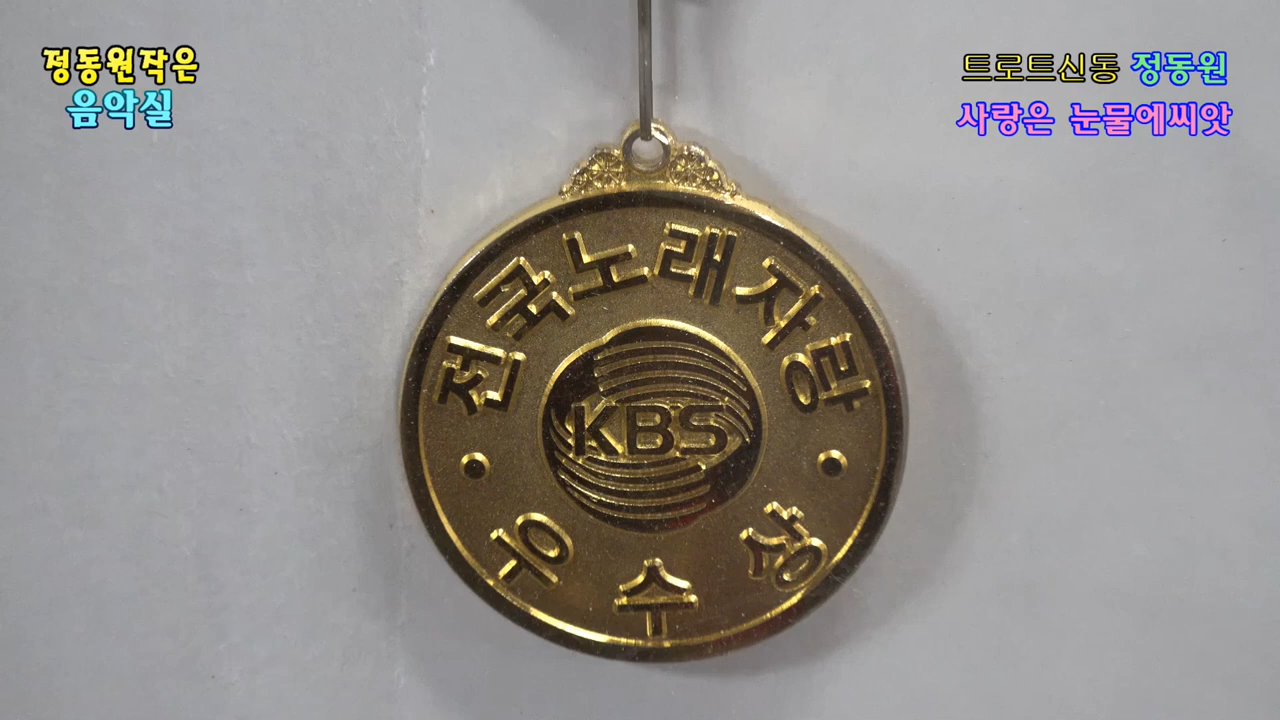 정동원작은
음악실
트로트신동 정동원
사랑은 눈물에씨앗
전국노래자랑
KBS
우수상